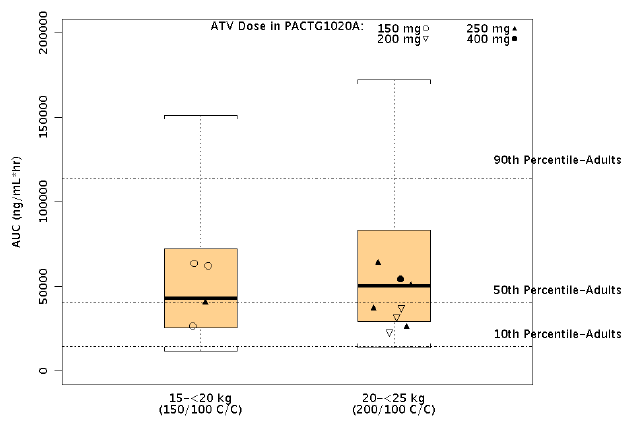 ATV Dose in PACTG1020A: 150 mg 250 mg
200 mg 400 mg
200000
150000
100000
50000
0
AUC (ng/mL*hr)
90th Percentile-Adults
50th Percentile-Adults
10th Percentile-Adults
15-<20 kg
(150/100 C/C)
20-<25 kg
(200/100 C/C)